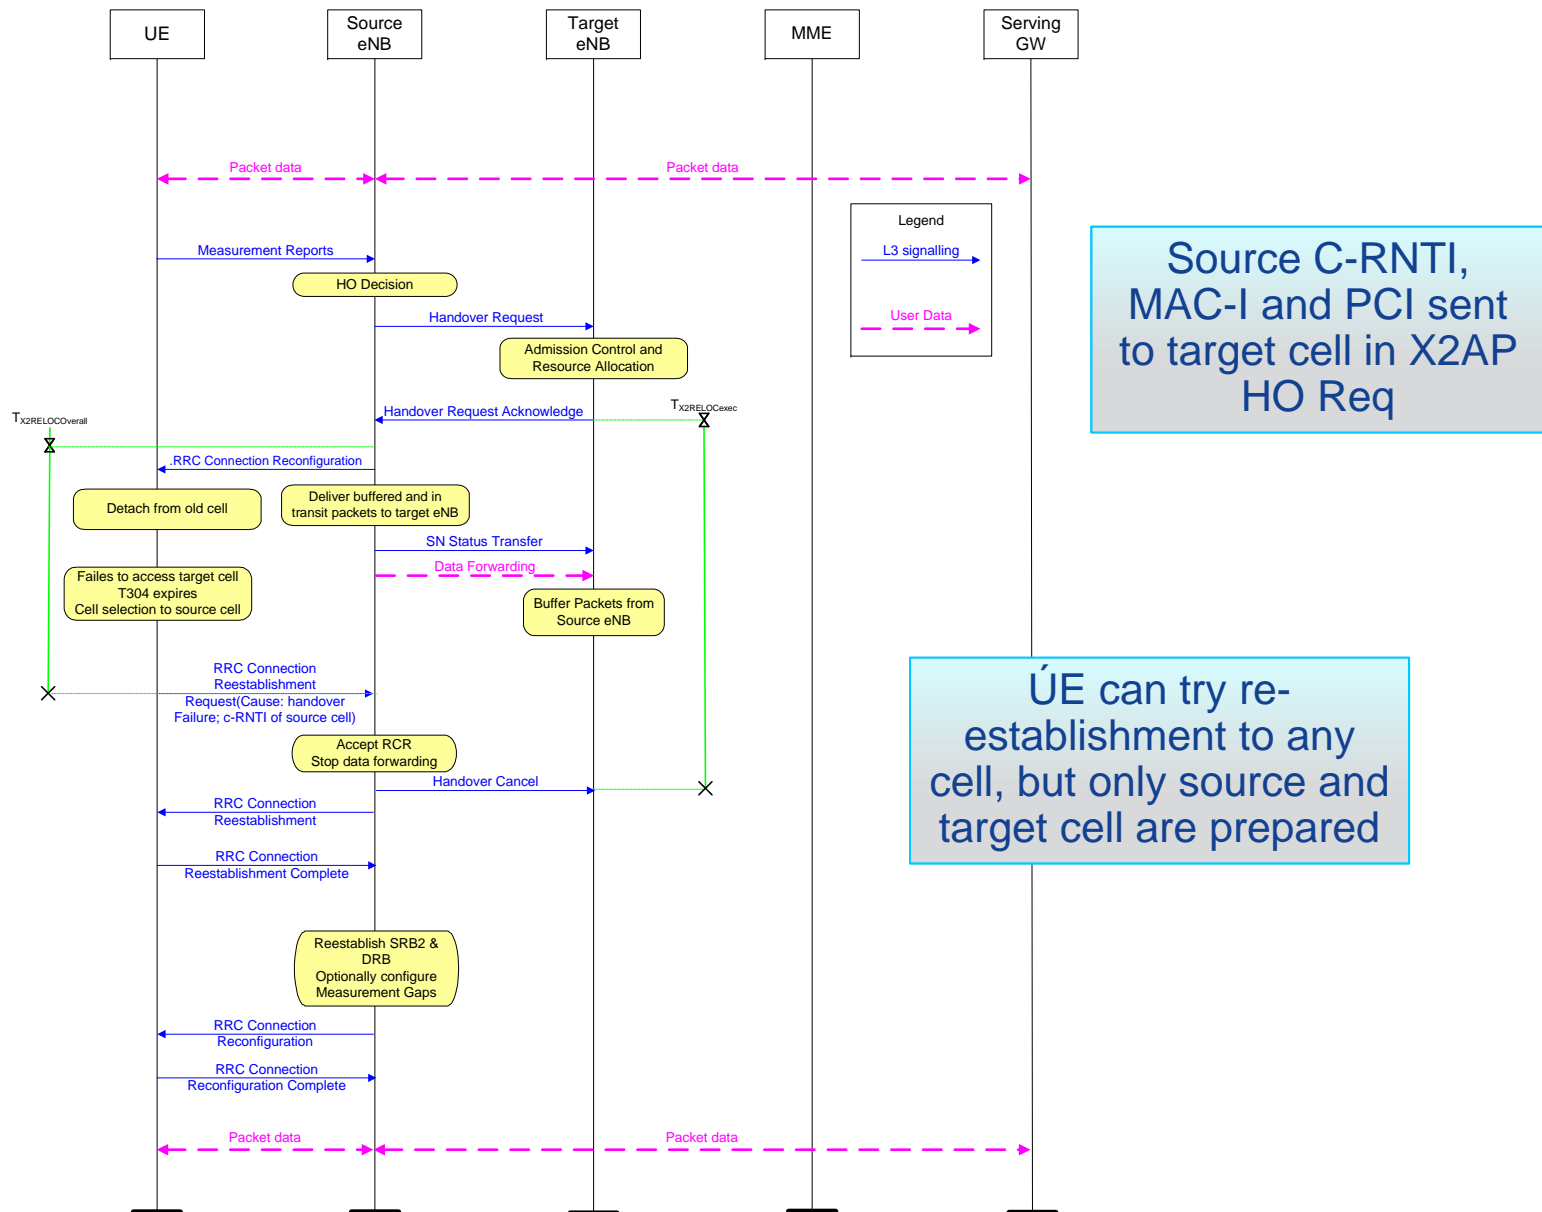 UE
Source
eNB
Target
eNB
MME
Serving
GW
Packet data
Packet data
Legend
L3 signalling
User Data
Measurement Reports
HO Decision
Handover Request
Admission Control and
Resource Allocation
Source C-RNTI,
MAC-I and PCI sent
to target cell in X2AP
HO Req
TX2RELOCOverall
Handover Request Acknowledge
TX2RELOCexec
.RRC Connection Reconfiguration
Detach from old cell
Deliver buffered and in
transit packets to target eNB
SN Status Transfer
Data Forwarding
Failes to access target cell
T304 expires
Cell selection to source cell
Buffer Packets from
Source eNB
RRC Connection
Reestablishment
Request(Cause: handover
Failure; c-RNTI of source cell)
ÚE can try re-
establishment to any
cell, but only source and
target cell are prepared
Accept RCR
Stop data forwarding
Handover Cancel
RRC Connection
Reestablishment
RRC Connection
Reestablishment Complete
Reestablish SRB2 &
DRB
Optionally configure
Measurement Gaps
RRC Connection
Reconfiguration
RRC Connection
Reconfiguration Complete
Packet data
Packet data